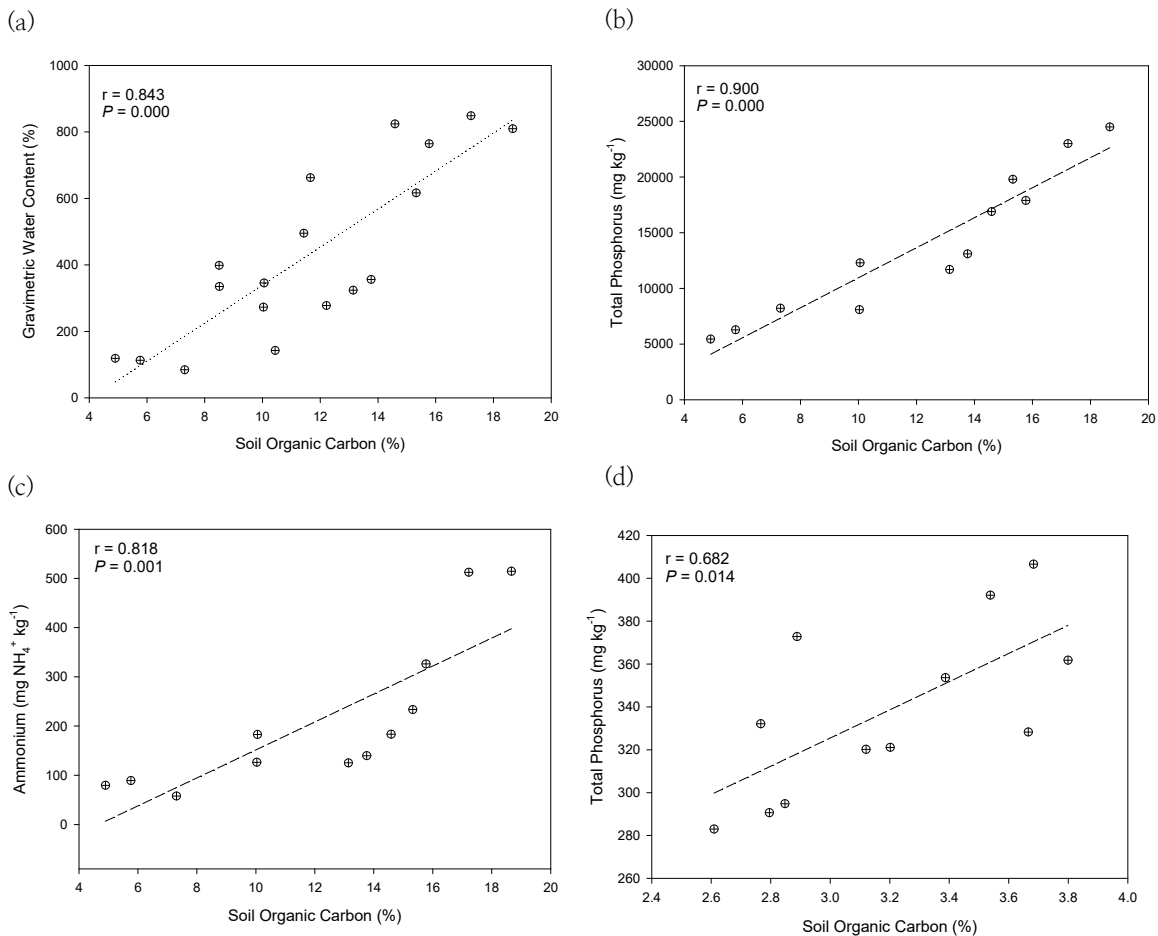 (a)
r = 0.843
P = 0.000
1000
800
600
400
200
0
Gravimetric Water Content (%)
4 6 8 10 12 14 16 18 20
Soil Organic Carbon (%)
(b)
r = 0.900
P = 0.000
30000
25000
20000
15000
10000
5000
0
Total Phosphorus (mg kg⁻¹)
4 6 8 10 12 14 16 18 20
Soil Organic Carbon (%)
(c)
r = 0.818
P = 0.001
600
500
400
300
200
100
0
Ammonium (mg NH₄⁺ kg⁻¹)
4 6 8 10 12 14 16 18 20
Soil Organic Carbon (%)
(d)
r = 0.682
P = 0.014
420
400
380
360
340
320
300
280
260
Total Phosphorus (mg kg⁻¹)
2.4 2.6 2.8 3.0 3.2 3.4 3.6 3.8 4.0
Soil Organic Carbon (%)